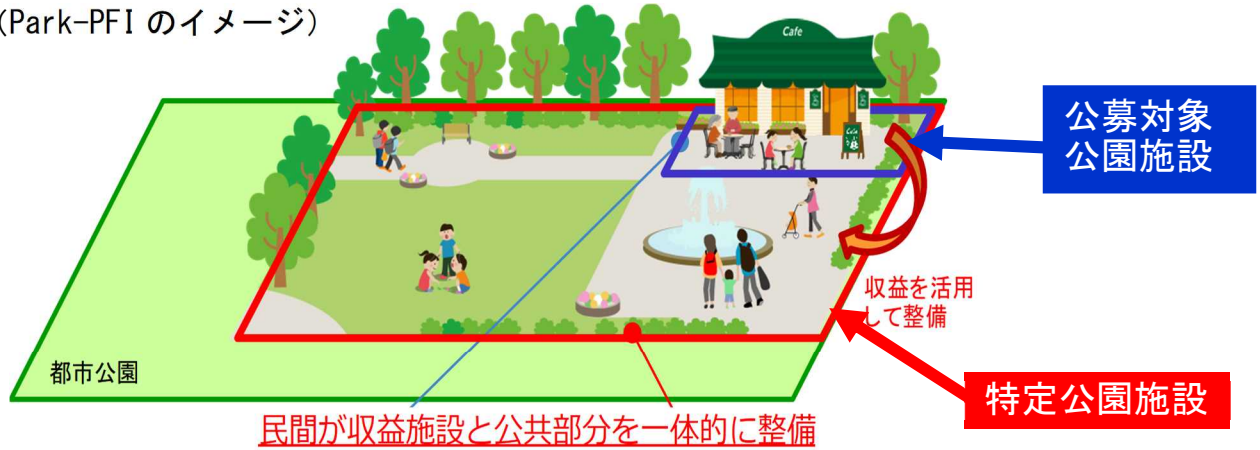 (Park-PFI のイメージ)
Cafe
公募対象
公園施設
Cafe
収益を活用
して整備
都市公園
特定公園施設
民間が収益施設と公共部分を一体的に整備